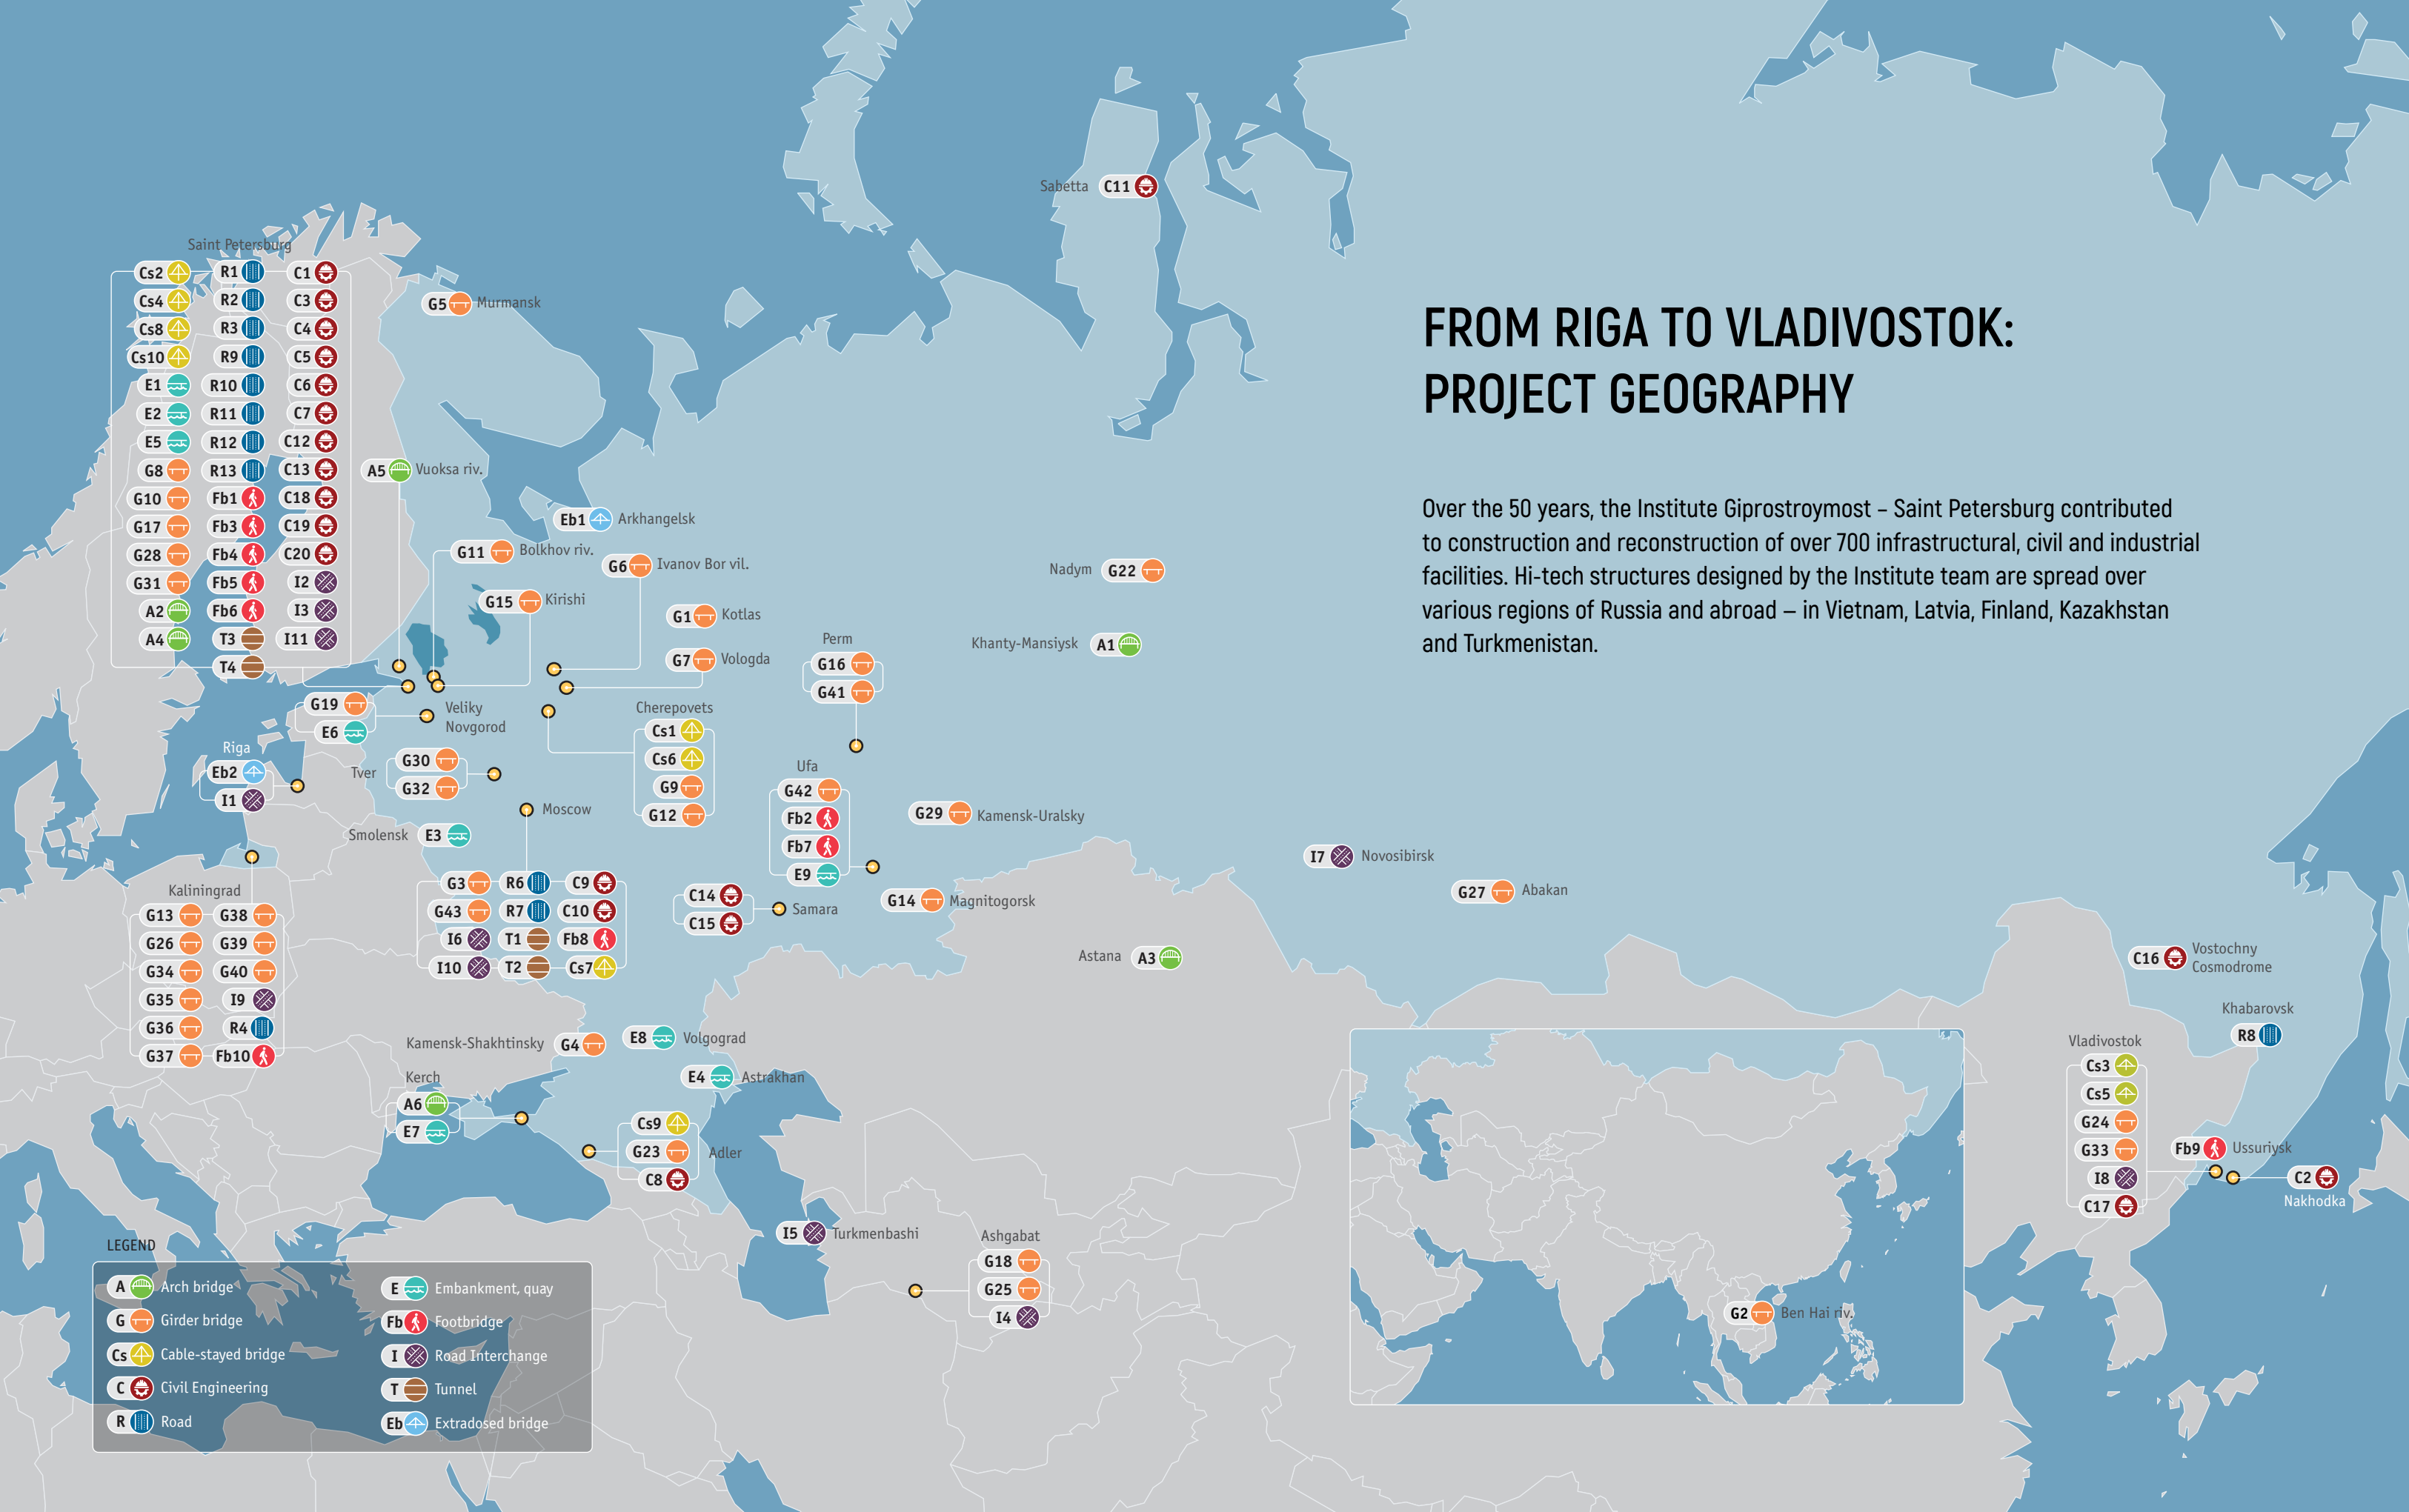 FROM RIGA TO VLADIVOSTOK:
PROJECT GEOGRAPHY
Over the 50 years, the Institute Giprostroymost – Saint Petersburg contributed
to construction and reconstruction of over 700 infrastructural, civil and industrial
facilities. Hi-tech structures designed by the Institute team are spread over
various regions of Russia and abroad – in Vietnam, Latvia, Finland, Kazakhstan
and Turkmenistan.
Sabetta C11
Saint Petersburg
Cs2 R1 C1
Cs4 R2 C3
Cs8 R3 C4
Cs10 R9 C5
E1 R10 C6
E2 R11 C7
E5 R12 C12
G8 R13 C13
G10 Fb1 C18
G17 Fb3 C19
G28 Fb4 C20
G31 Fb5 I2
A2 Fb6 I3
A4 T3 I11
T4
G5 Murmansk
A5 Vuoksa riv.
Eb1 Arkhangelsk
G11 Bolkhov riv.
G6 Ivanov Bor vil.
G15 Kirishi
G1 Kotlas
G7 Vologda
Nadym G22
Khanty-Mansiysk A1
Perm
G16
G41
G19
E6
Veliky
Novgorod
Cherepovets
Cs1
Cs6
G9
G12
Riga
Eb2
I1
Tver
G30
G32
Moscow
G3 R6 C9
G43 R7 C10
I6 T1 Fb8
I10 T2 Cs7
Smolensk E3
Ufa
G42
Fb2
Fb7
E9
G29 Kamensk-Uralsky
I7 Novosibirsk
G27 Abakan
Kaliningrad
G13 G38
G26 G39
G34 G40
G35 I9
G36 R4
G37 Fb10
C14
C15
Samara
G14 Magnitogorsk
Astana A3
C16 Vostochny
Cosmodrome
Khabarovsk
R8
Kamensk-Shakhtinsky G4
E8 Volgograd
E4 Astrakhan
Kerch
A6
E7
Cs9
G23
C8
Adler
Vladivostok
Cs3
Cs5
G24
G33
I8
C17
Fb9 Ussuriysk
C2
Nakhodka
I5 Turkmenbashi
Ashgabat
G18
G25
I4
G2 Ben Hai riv.
LEGEND
A Arch bridge
G Girder bridge
Cs Cable-stayed bridge
C Civil Engineering
R Road
E Embankment, quay
Fb Footbridge
I Road Interchange
T Tunnel
Eb Extradosed bridge